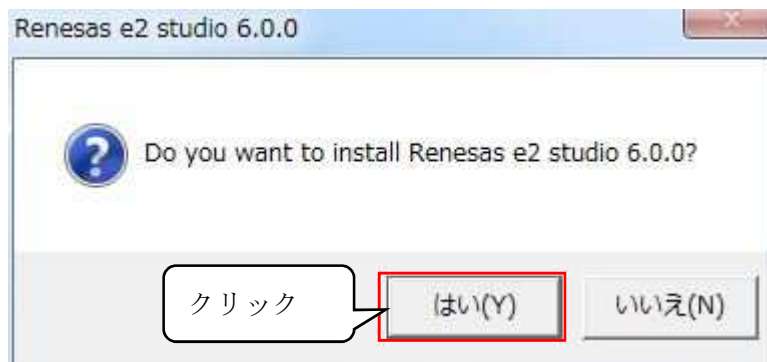 Renesas e2 studio 6.0.0
Do you want to install Renesas e2 studio 6.0.0?
クリック
はい(Y)
いいえ(N)